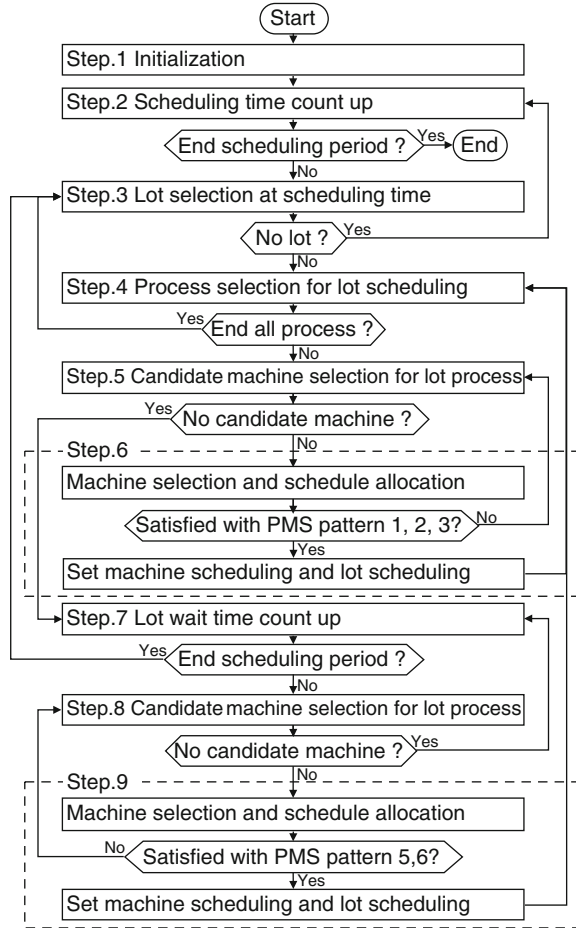 Start
Step.1 Initialization
Step.2 Scheduling time count up
End scheduling period ?
Yes
End
No
Step.3 Lot selection at scheduling time
No lot ?
Yes
No
Step.4 Process selection for lot scheduling
Yes
End all process ?
No
Step.5 Candidate machine selection for lot process
Yes
No candidate machine ?
No
Step.6
Machine selection and schedule allocation
Satisfied with PMS pattern 1, 2, 3?
No
Yes
Set machine scheduling and lot scheduling
Step.7 Lot wait time count up
Yes
End scheduling period ?
No
Step.8 Candidate machine selection for lot process
No candidate machine ?
Yes
No
Step.9
Machine selection and schedule allocation
No
Satisfied with PMS pattern 5,6?
Yes
Set machine scheduling and lot scheduling